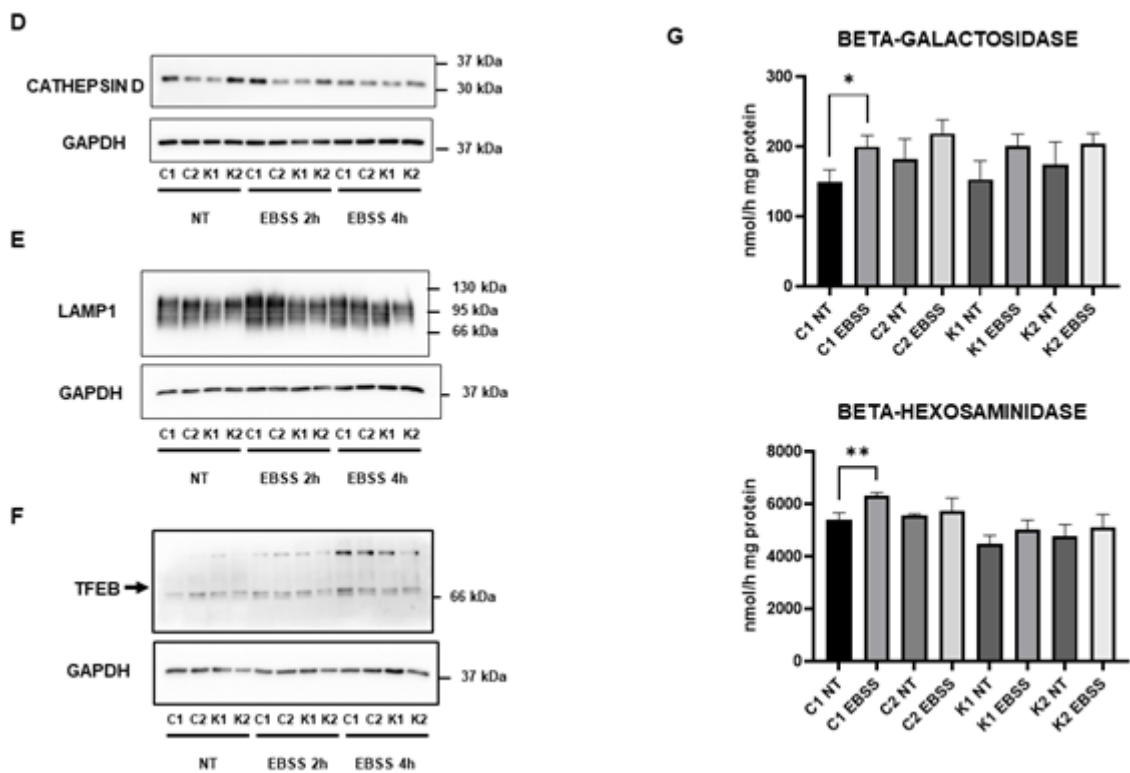 D
37 kDa
CATHEPSIN D
30 kDa
GAPDH
37 kDa
C1 C2 K1 K2 C1 C2 K1 K2 C1 C2 K1 K2
NT EBSS 2h EBSS 4h
E
130 kDa
LAMP1
95 kDa
66 kDa
GAPDH
37 kDa
C1 C2 K1 K2 C1 C2 K1 K2 C1 C2 K1 K2
NT EBSS 2h EBSS 4h
F
TFEB
66 kDa
GAPDH
37 kDa
C1 C2 K1 K2 C1 C2 K1 K2 C1 C2 K1 K2
NT EBSS 2h EBSS 4h
G
BETA-GALACTOSIDASE
nmol/h mg protein
300
200
100
0
*
C1 NT
C1 EBSS
C2 NT
C2 EBSS
K1 NT
K1 EBSS
K2 NT
K2 EBSS
BETA-HEXOSAMINIDASE
nmol/h mg protein
8000
6000
4000
2000
0
**
C1 NT
C1 EBSS
C2 NT
C2 EBSS
K1 NT
K1 EBSS
K2 NT
K2 EBSS